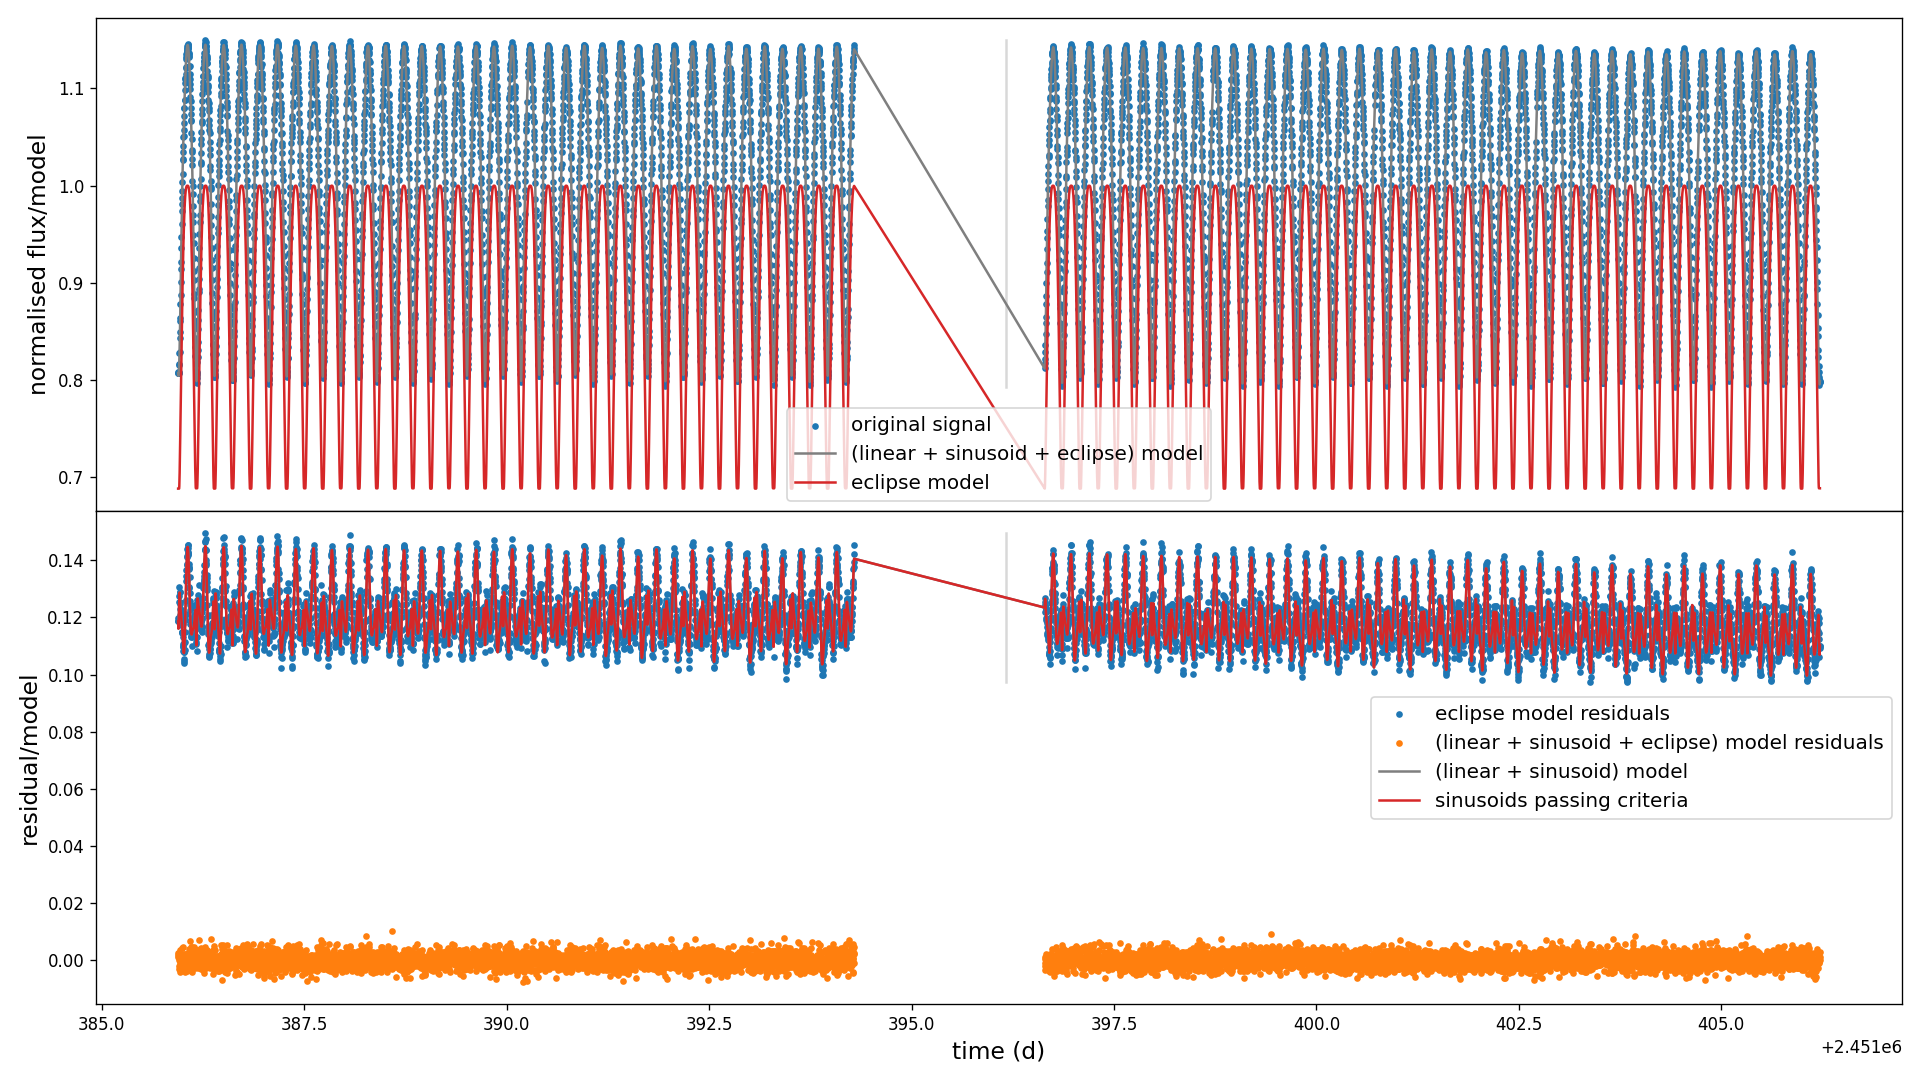 normalised flux/model
1.1
1.0
0.9
0.8
0.7
original signal
(linear + sinusoid + eclipse) model
eclipse model
residual/model
0.14
0.12
0.10
0.08
0.06
0.04
0.02
0.00
eclipse model residuals
(linear + sinusoid + eclipse) model residuals
(linear + sinusoid) model
sinusoids passing criteria
385.0 387.5 390.0 392.5 395.0 397.5 400.0 402.5 405.0
time (d)
+2.451e6